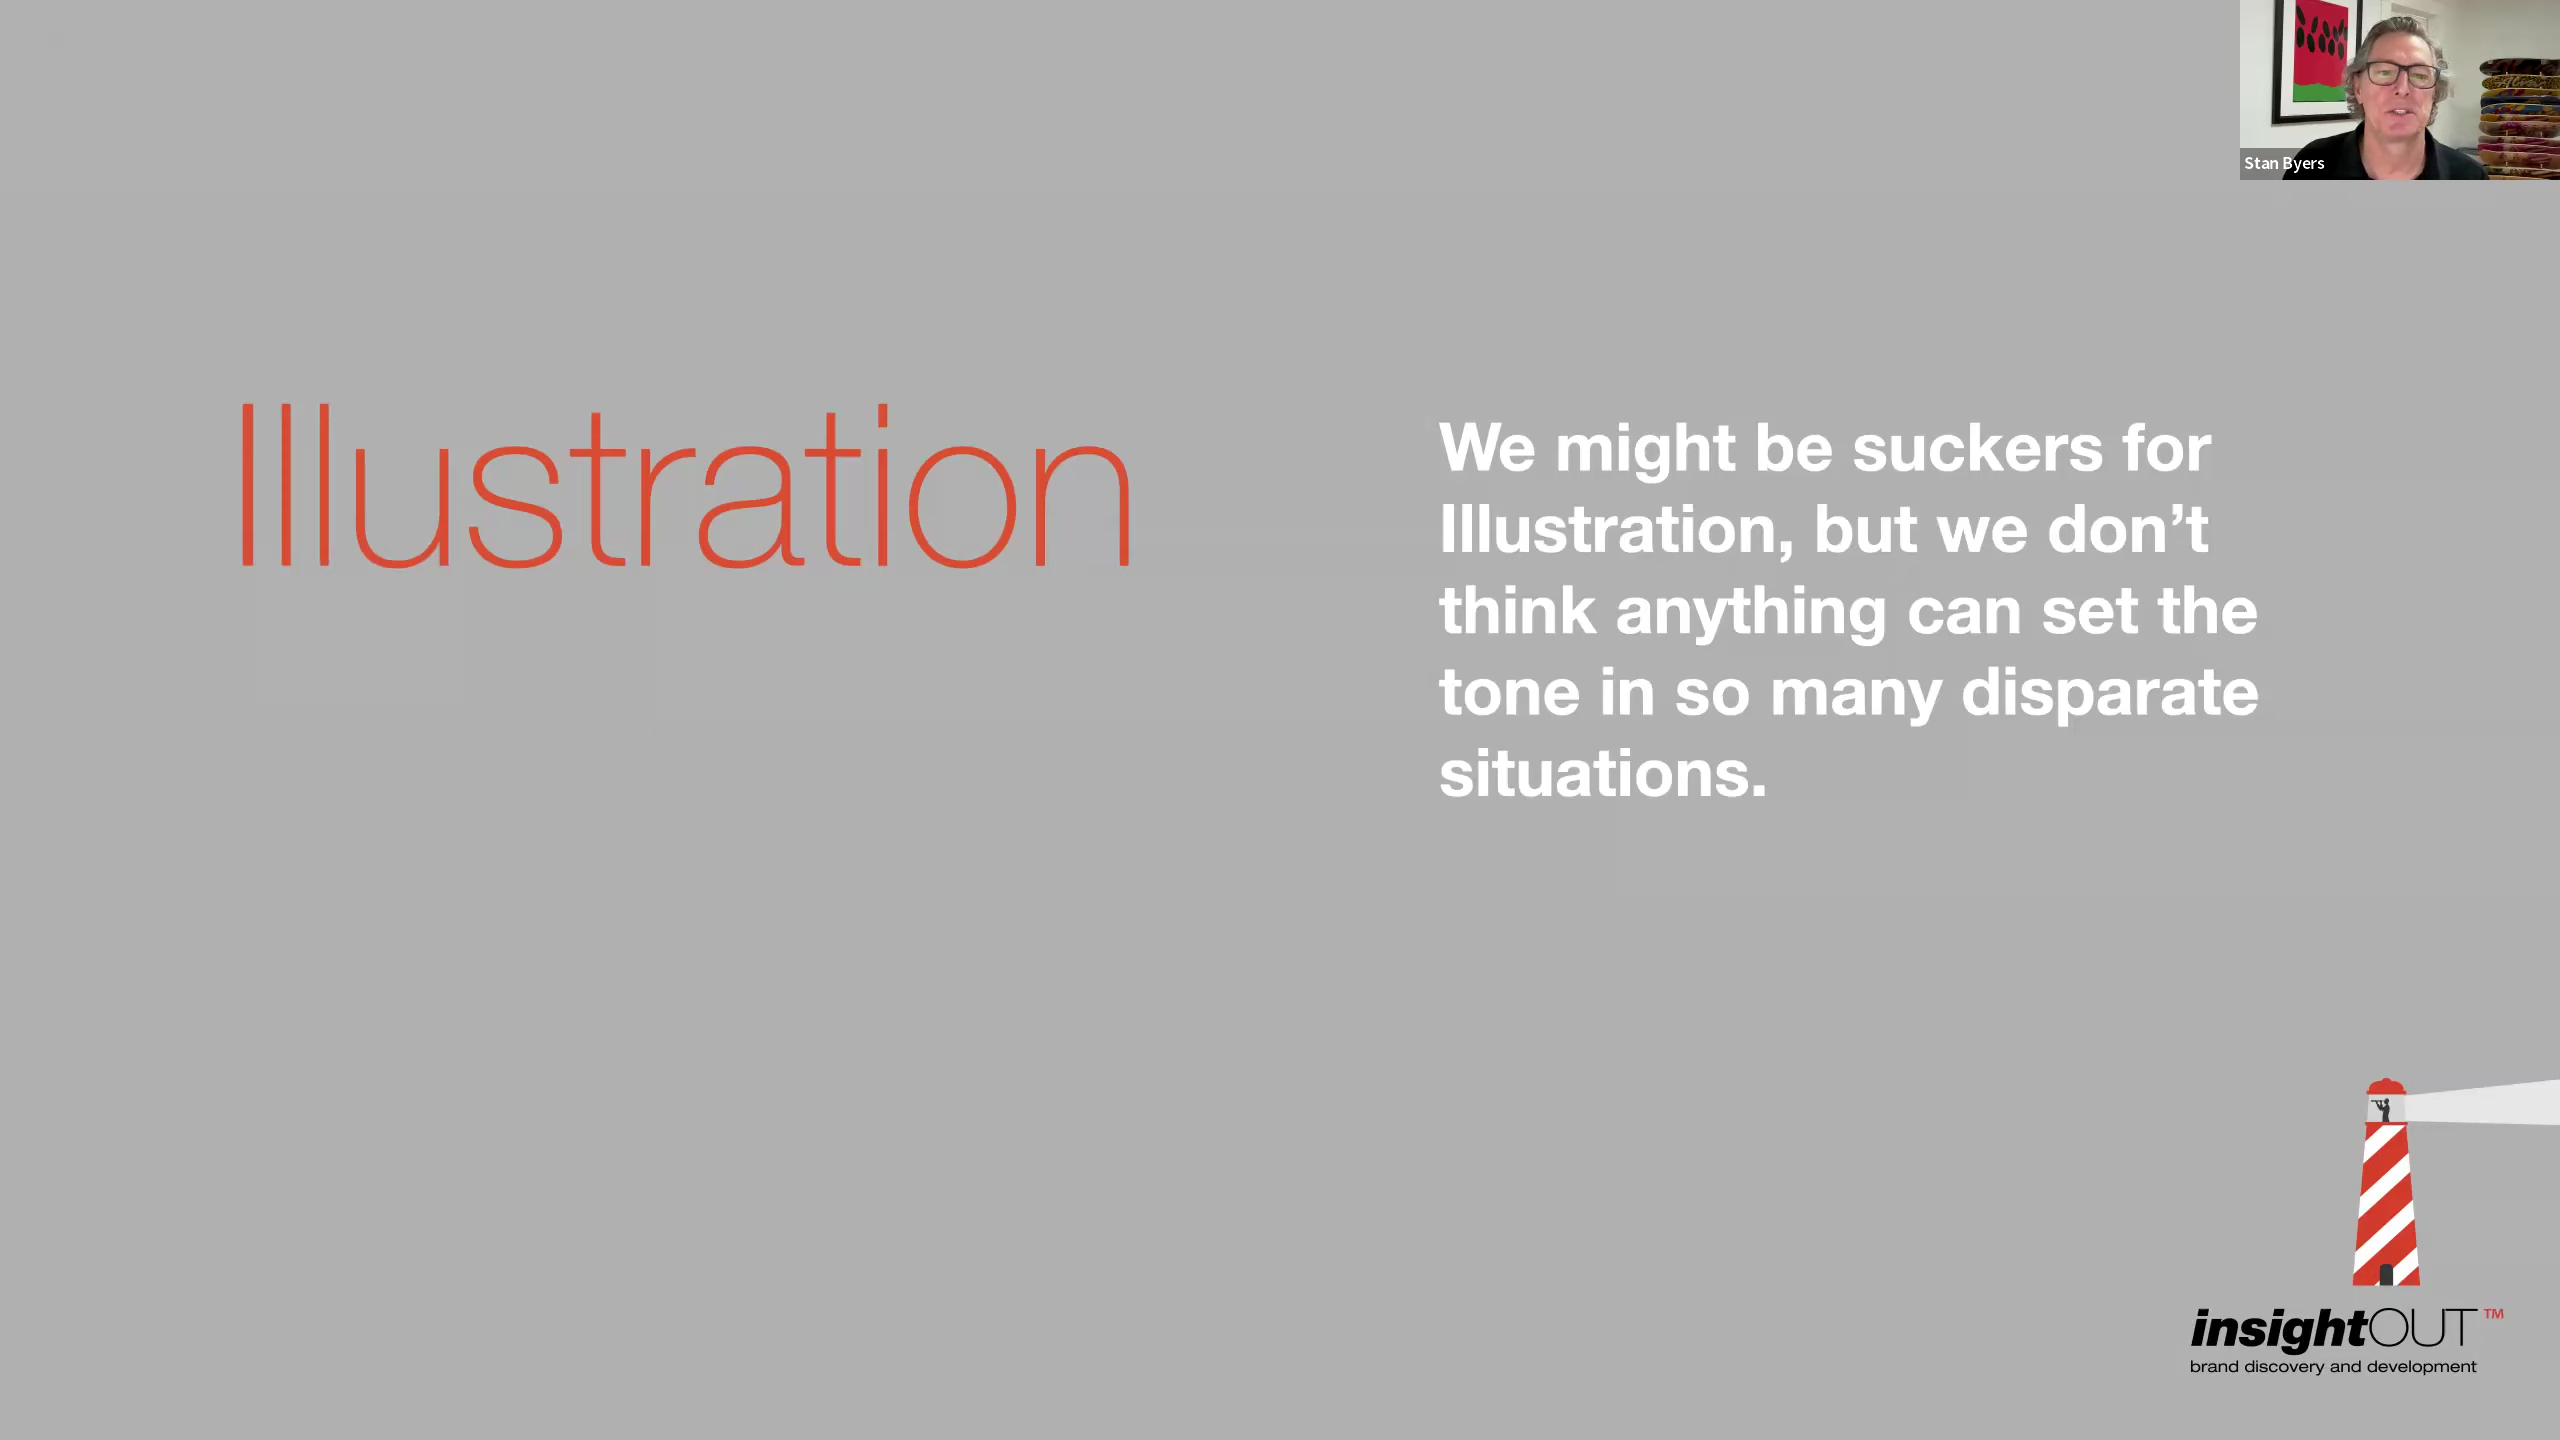 Stan Byers
Illustration
We might be suckers for
Illustration, but we don’t
think anything can set the
tone in so many disparate
situations.
insightOUT™
brand discovery and development